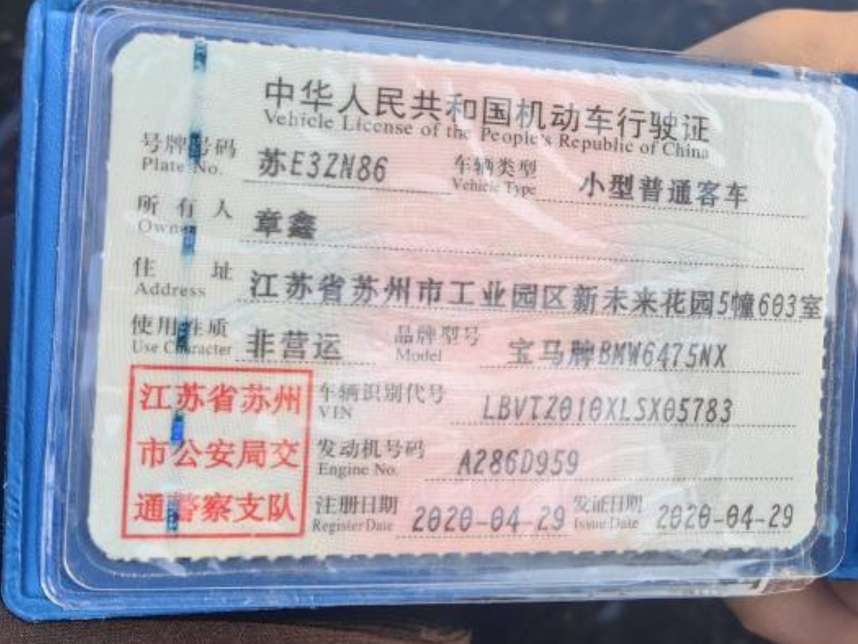 中华人民共和国机动车行驶证
Vehicle License of the People's Republic of China
号牌号码 苏E3ZN86 车辆类型 小型普通客车
Plate No. Vehicle Type
所有人 章鑫
Owner
住址 江苏省苏州市工业园区新未来花园5幢603室
Address
使用性质 非营运 品牌型号 宝马牌BMW6475NX
Use Character Model
江苏省苏州
市公安局交
通警察支队
车辆识别代号 LBVTZ010XLSX05783
VIN
发动机号码 A286D959
Engine No.
注册日期 2020-04-29 发证日期 2020-04-29
Register Date Issue Date